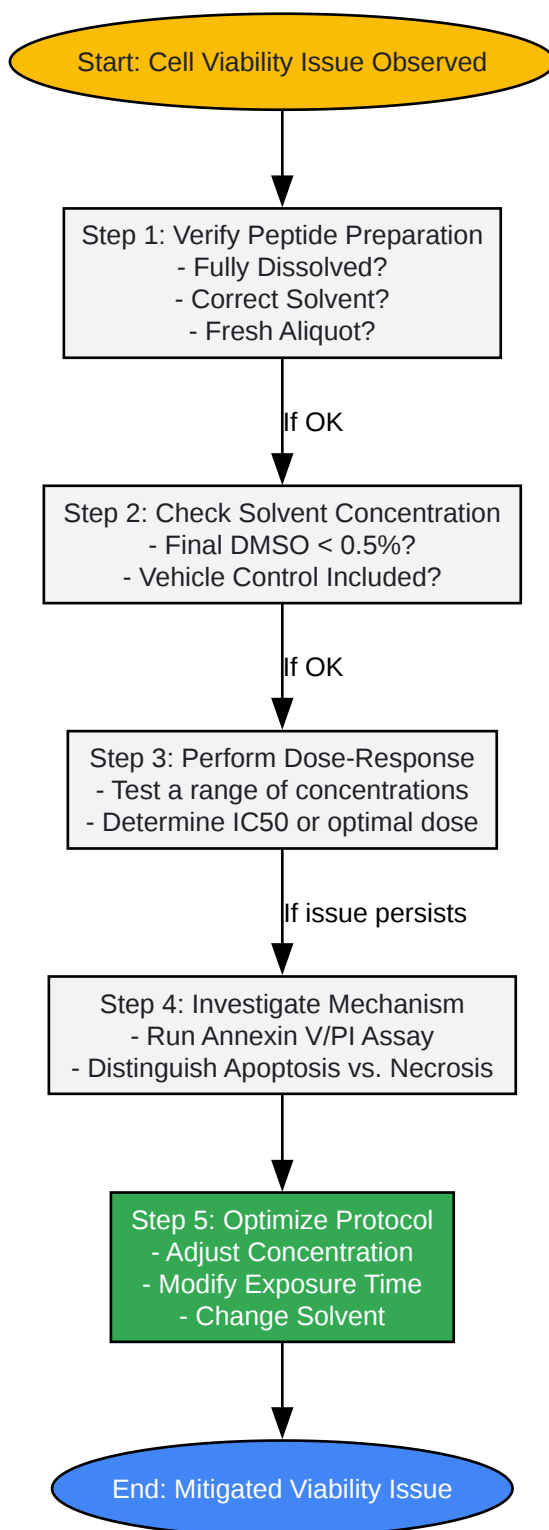 Start: Cell Viability Issue Observed
Step 1: Verify Peptide Preparation
- Fully Dissolved?
- Correct Solvent?
- Fresh Aliquot?
If OK
Step 2: Check Solvent Concentration
- Final DMSO < 0.5%?
- Vehicle Control Included?
If OK
Step 3: Perform Dose-Response
- Test a range of concentrations
- Determine IC50 or optimal dose
If issue persists
Step 4: Investigate Mechanism
- Run Annexin V/PI Assay
- Distinguish Apoptosis vs. Necrosis
Step 5: Optimize Protocol
- Adjust Concentration
- Modify Exposure Time
- Change Solvent
End: Mitigated Viability Issue